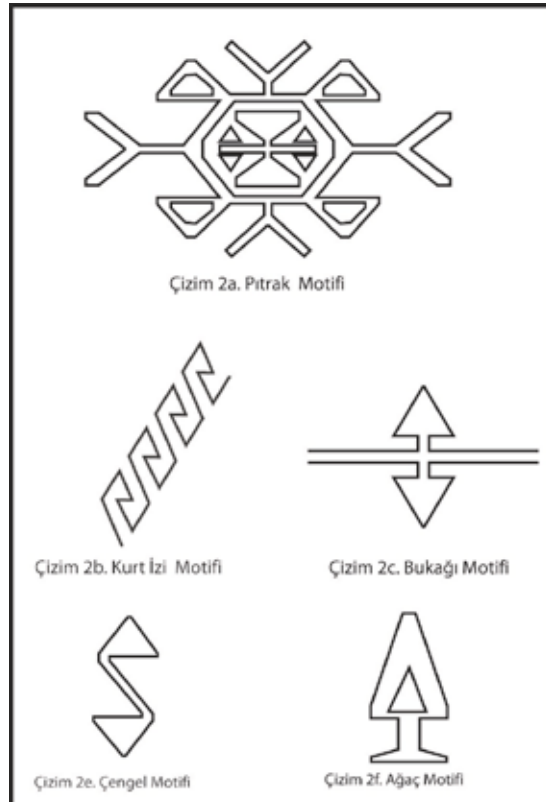 Çizim 2a. Pıtrak Motifi
Çizim 2b. Kurt İzi Motifi
Çizim 2c. Bukağı Motifi
Çizim 2e. Çengel Motifi
Çizim 2f. Ağaç Motifi